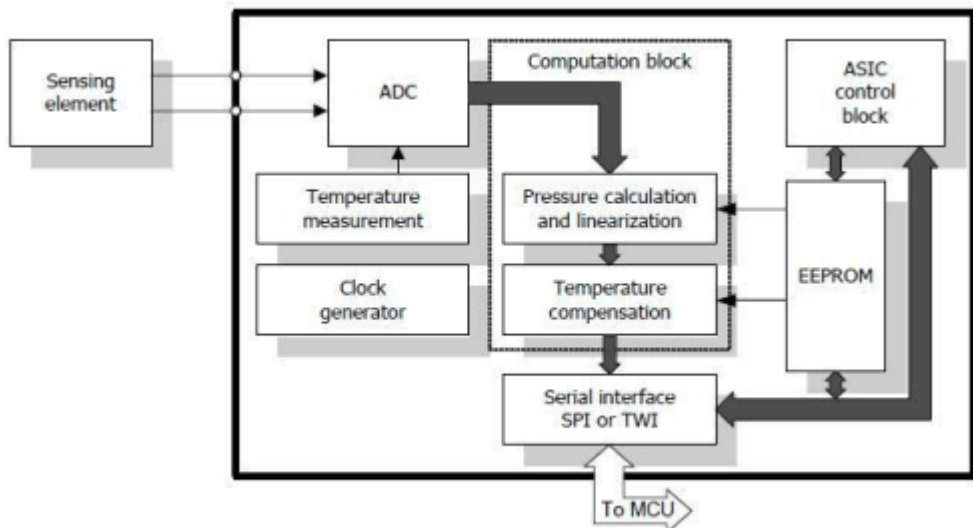 Sensing
element
ADC
Computation block
ASIC
control
block
Temperature
measurement
Pressure calculation
and linearization
EEPROM
Clock
generator
Temperature
compensation
Serial interface
SPI or TWI
To MCU